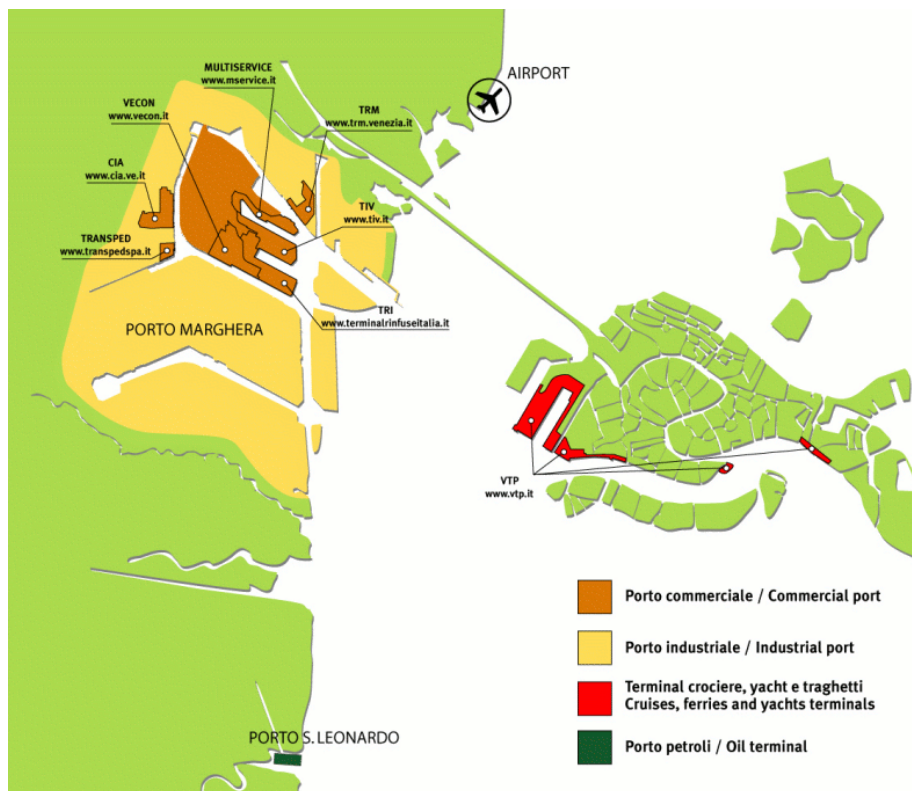 MULTISERVICE
www.mservice.it
AIRPORT
VECON
www.vecon.it
TRM
www.trm.venezia.it
CIA
www.cia.ve.it
TIV
www.tiv.it
TRANSPED
www.transpedspa.it
TRI
www.terminalrinfuseitalia.it
PORTO MARGHERA
VTP
www.vtp.it
Porto commerciale / Commercial port
Porto industriale / Industrial port
Terminal crociere, yacht e traghetti
Cruises, ferries and yachts terminals
PORTO S. LEONARDO
Porto petroli / Oil terminal